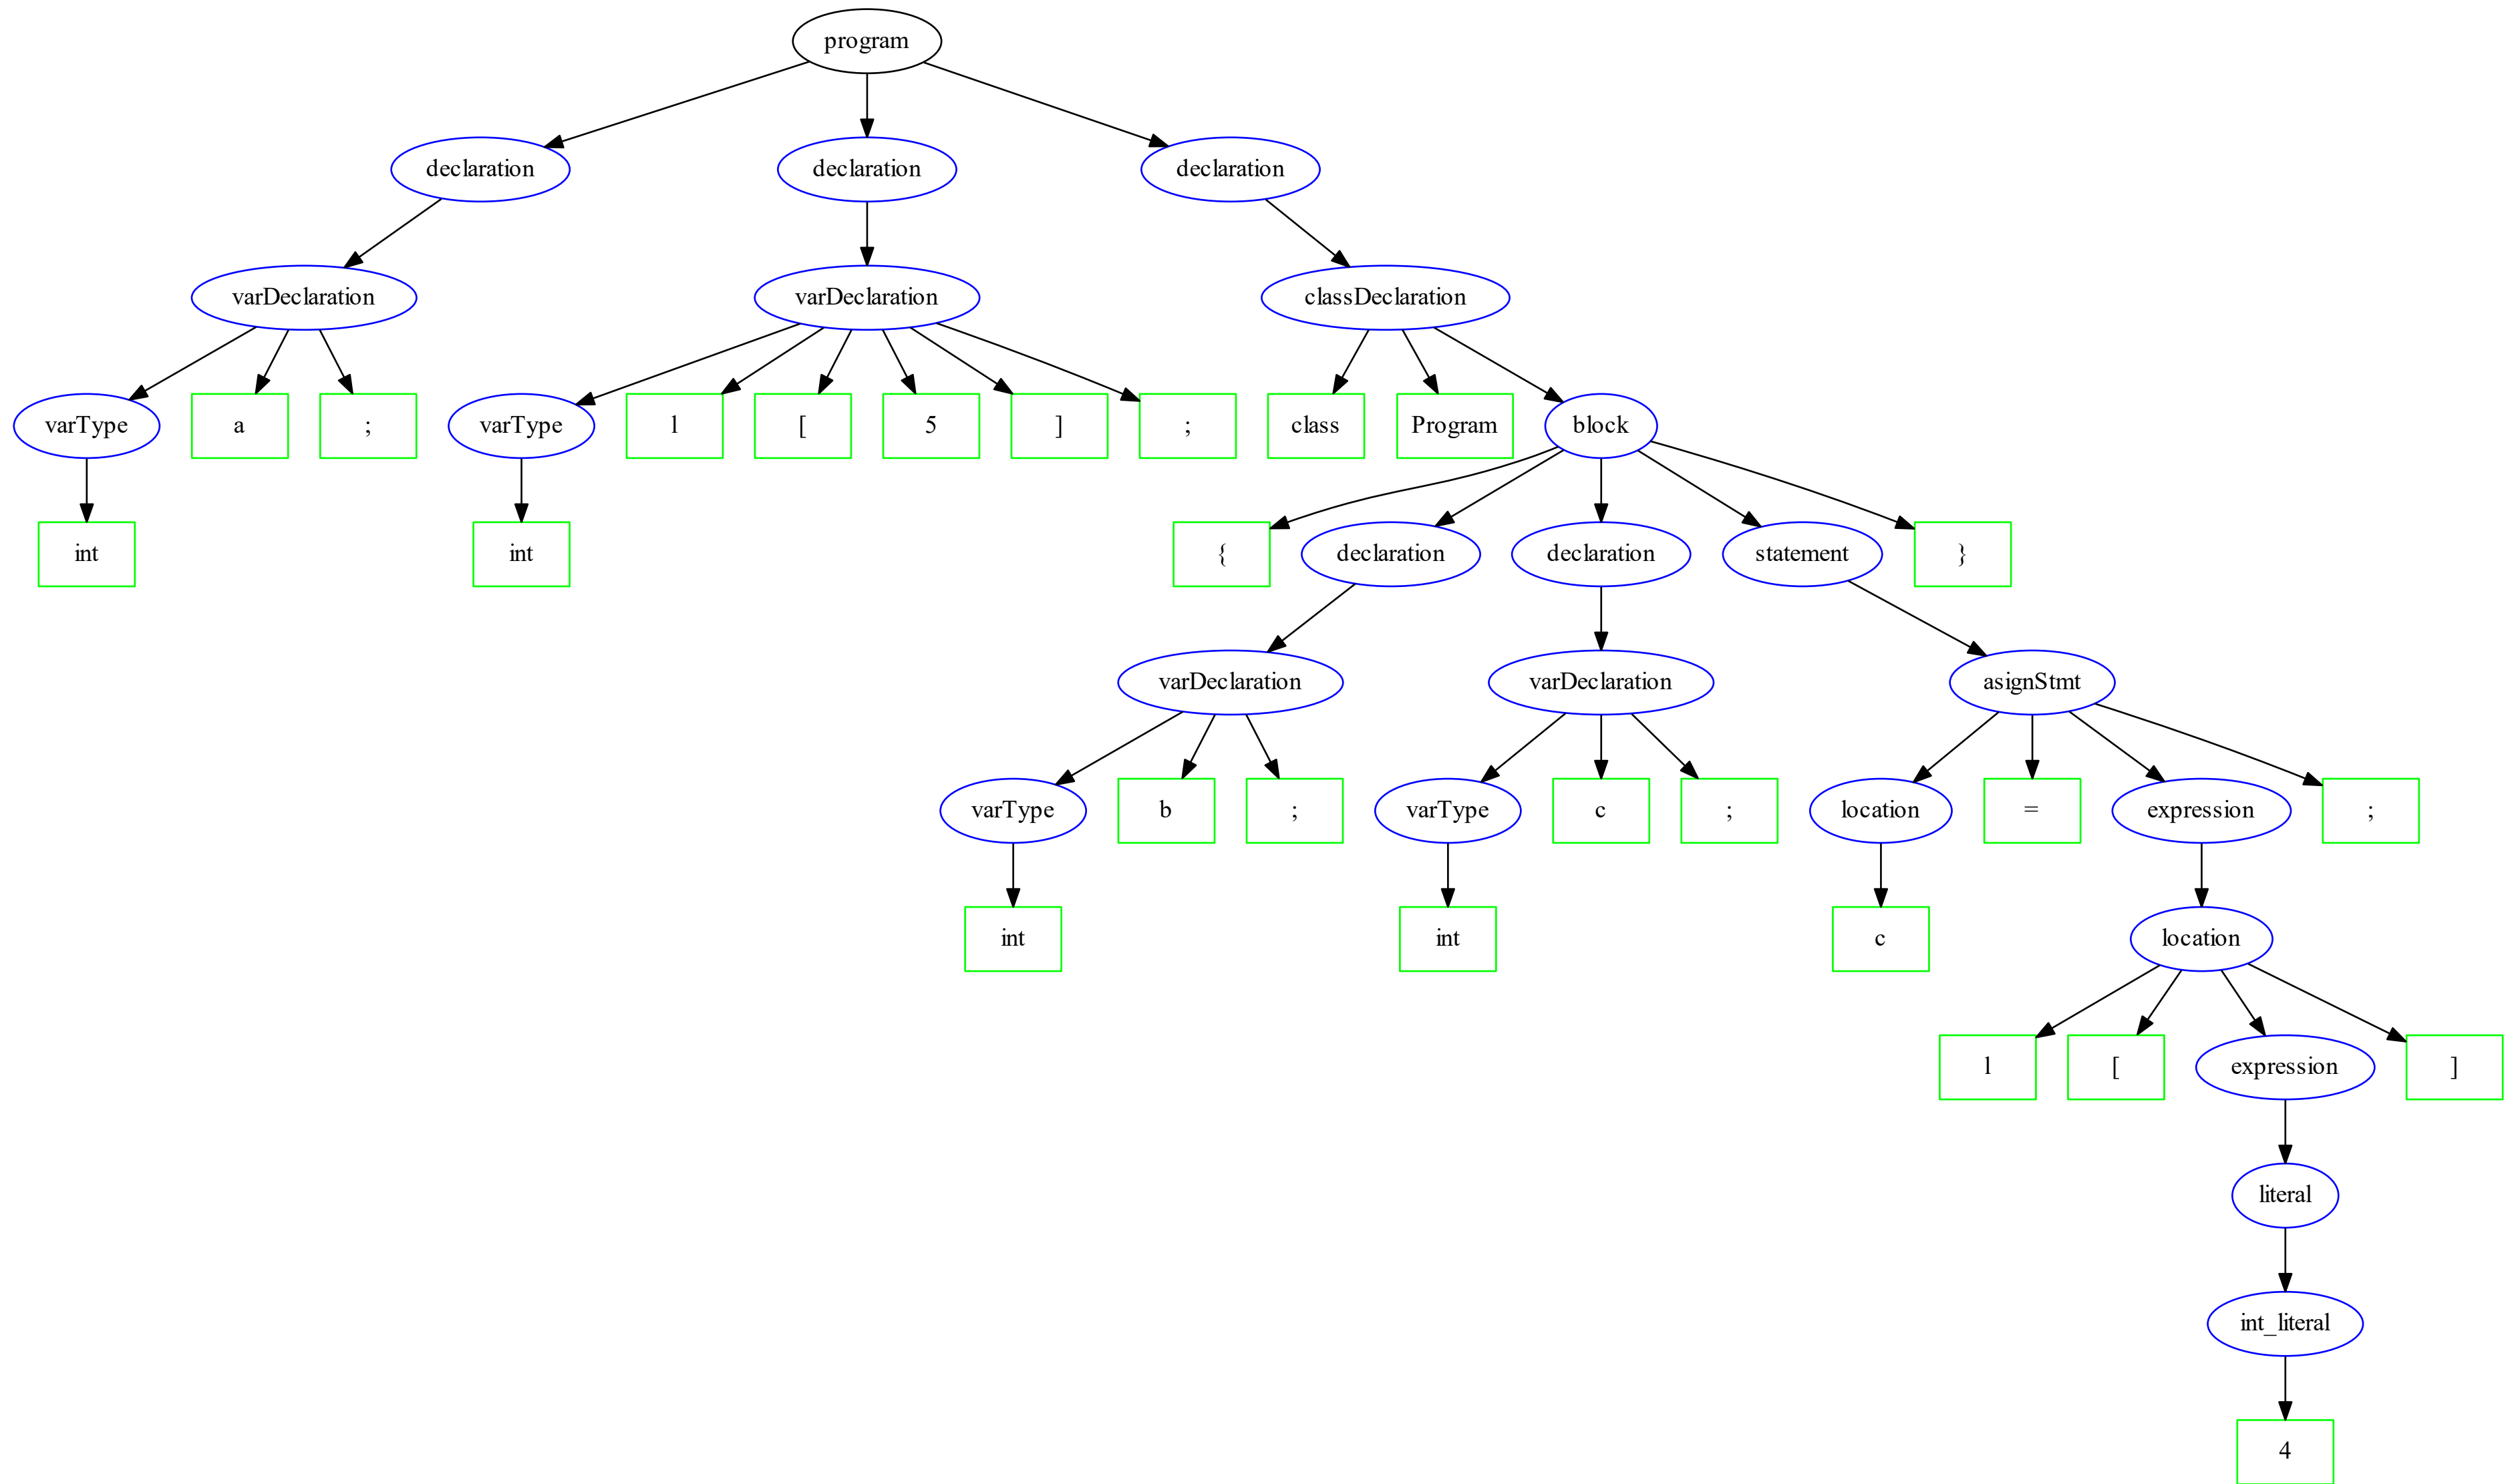 program
declaration declaration declaration
varDeclaration varDeclaration classDeclaration
varType a ; varType l [ 5 ] ; class Program block
int int { declaration declaration statement }
varDeclaration varDeclaration asignStmt
varType b ; varType c ; location = expression ;
int int c location
l [ expression ]
literal
int_literal
4